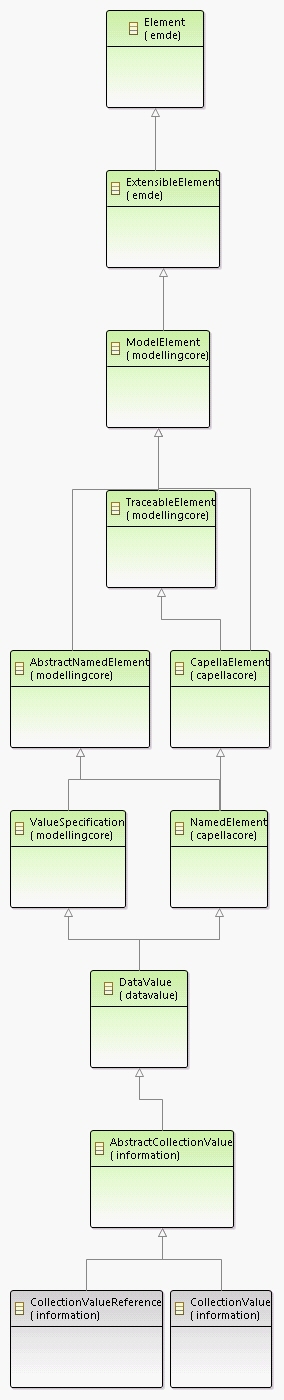 Element
( emde)
ExtensibleElement
( emde)
ModelElement
( modellingcore)
TraceableElement
( modellingcore)
AbstractNamedElement
( modellingcore)
CapellaElement
( capellacore)
ValueSpecification
( modellingcore)
NamedElement
( capellacore)
DataValue
( datavalue)
AbstractCollectionValue
( information)
CollectionValueReference
( information)
CollectionValue
( information)